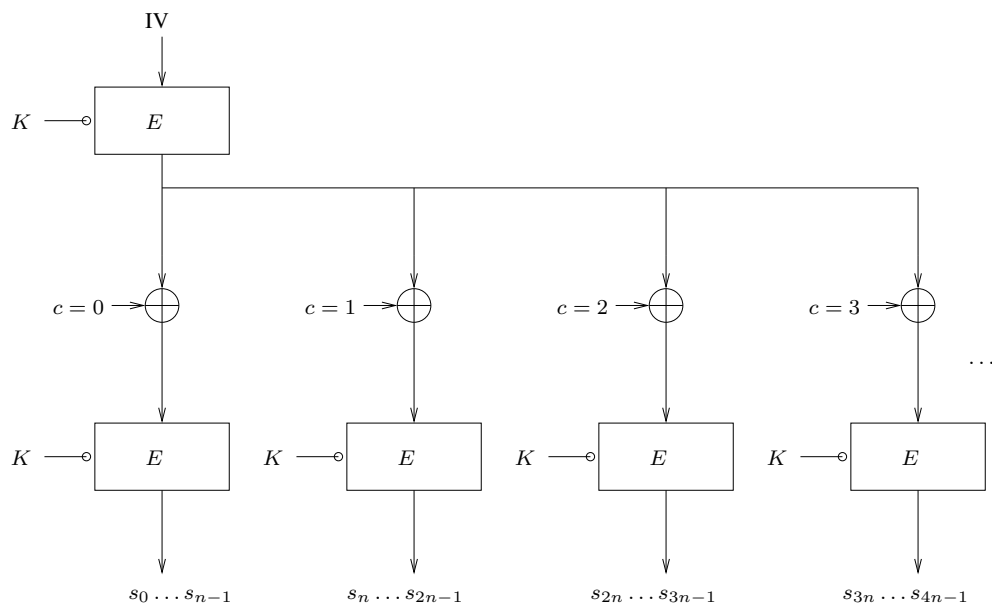 IV
K E
c = 0 c = 1 c = 2 c = 3
...
K E K E K E K E
s₀ … sₙ₋₁ sₙ … s₂ₙ₋₁ s₂ₙ … s₃ₙ₋₁ s₃ₙ … s₄ₙ₋₁